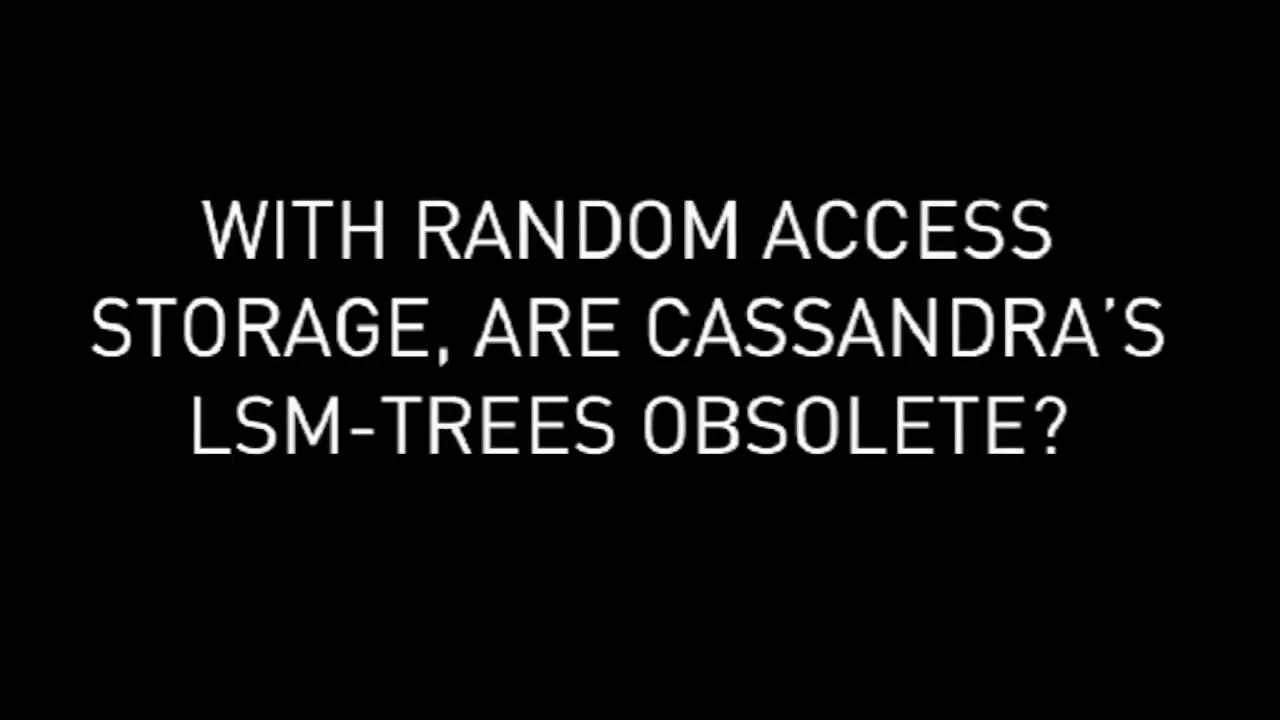 WITH RANDOM ACCESS
STORAGE, ARE CASSANDRA’S
LSM-TREES OBSOLETE?